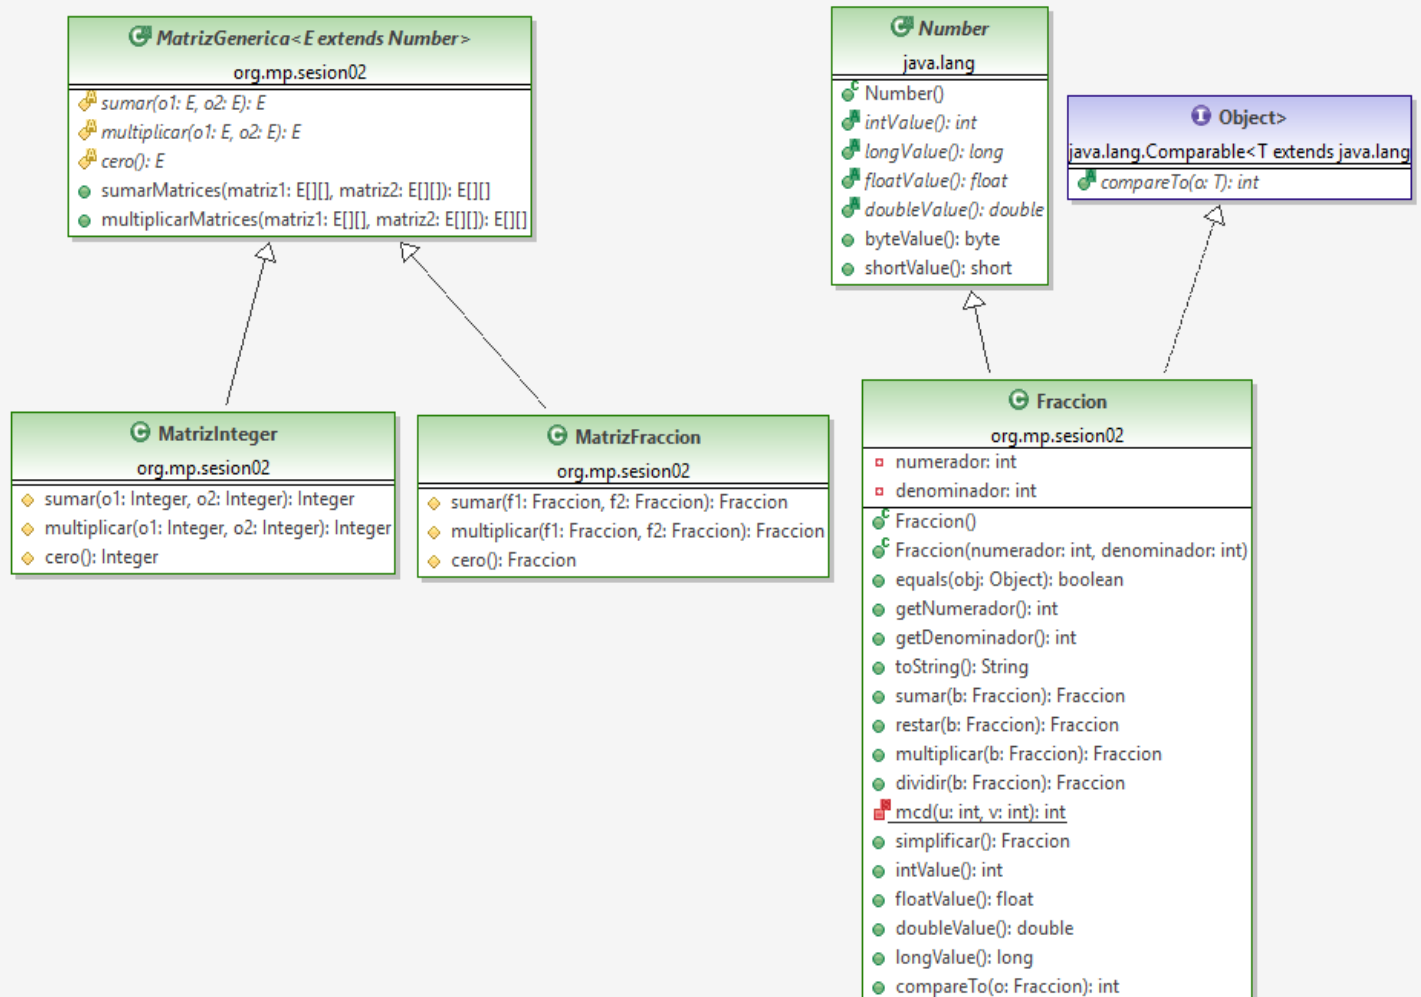 MatrizGenerica<E extends Number>
org.mp.sesion02
sumar(o1: E, o2: E): E
multiplicar(o1: E, o2: E): E
cero(): E
sumarMatrices(matriz1: E[][], matriz2: E[][]): E[][]
multiplicarMatrices(matriz1: E[][], matriz2: E[][]): E[][]
Number
java.lang
Number()
intValue(): int
longValue(): long
floatValue(): float
doubleValue(): double
byteValue(): byte
shortValue(): short
Object>
java.lang.Comparable<T extends java.lang
compareTo(o: T): int
MatrizInteger
org.mp.sesion02
sumar(o1: Integer, o2: Integer): Integer
multiplicar(o1: Integer, o2: Integer): Integer
cero(): Integer
MatrizFraccion
org.mp.sesion02
sumar(f1: Fraccion, f2: Fraccion): Fraccion
multiplicar(f1: Fraccion, f2: Fraccion): Fraccion
cero(): Fraccion
Fraccion
org.mp.sesion02
numerador: int
denominador: int
Fraccion()
Fraccion(numerador: int, denominador: int)
equals(obj: Object): boolean
getNumerador(): int
getDenominador(): int
toString(): String
sumar(b: Fraccion): Fraccion
restar(b: Fraccion): Fraccion
multiplicar(b: Fraccion): Fraccion
dividir(b: Fraccion): Fraccion
mcd(u: int, v: int): int
simplificar(): Fraccion
intValue(): int
floatValue(): float
doubleValue(): double
longValue(): long
compareTo(o: Fraccion): int